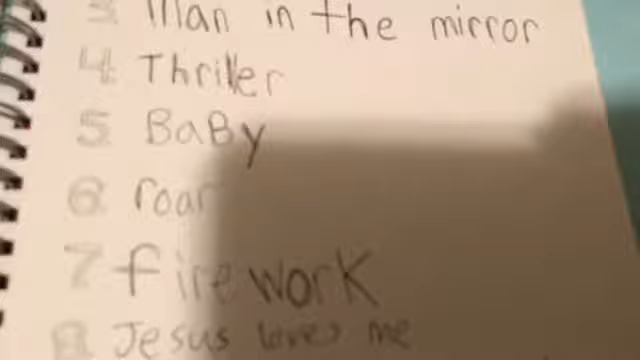 3 Man in the mirror
4 Thriller
5 BaBy
6 roar
7 firework
8 Jesus loves me